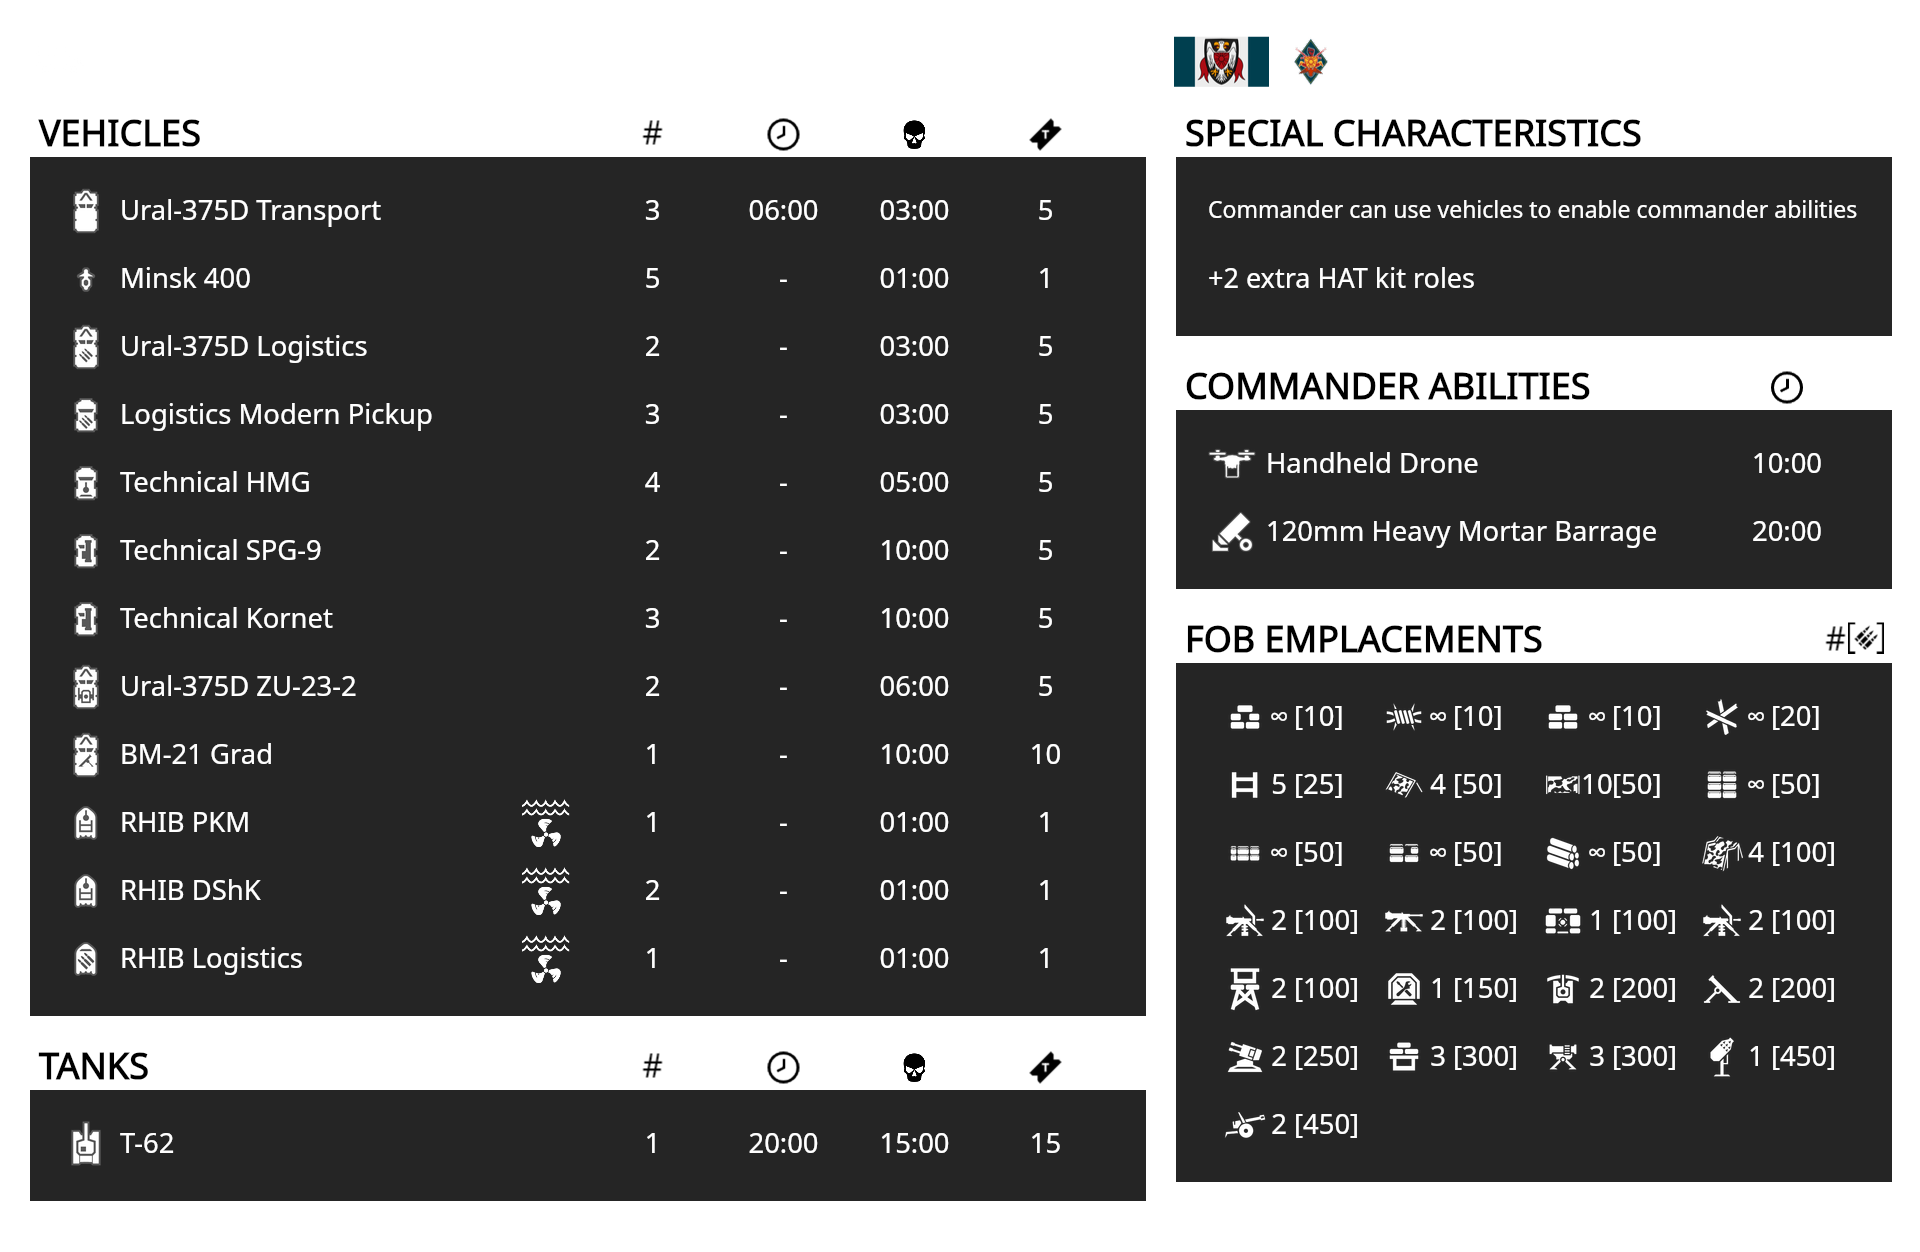 VEHICLES #
Ural-375D Transport 3 06:00 03:00 5
Minsk 400 5 - 01:00 1
Ural-375D Logistics 2 - 03:00 5
Logistics Modern Pickup 3 - 03:00 5
Technical HMG 4 - 05:00 5
Technical SPG-9 2 - 10:00 5
Technical Kornet 3 - 10:00 5
Ural-375D ZU-23-2 2 - 06:00 5
BM-21 Grad 1 - 10:00 10
RHIB PKM 1 - 01:00 1
RHIB DShK 2 - 01:00 1
RHIB Logistics 1 - 01:00 1
TANKS #
T-62 1 20:00 15:00 15
SPECIAL CHARACTERISTICS
Commander can use vehicles to enable commander abilities
+2 extra HAT kit roles
COMMANDER ABILITIES
Handheld Drone 10:00
120mm Heavy Mortar Barrage 20:00
FOB EMPLACEMENTS #[]
∞ [10] ∞ [10] ∞ [10] ∞ [20]
5 [25] 4 [50] 10[50] ∞ [50]
∞ [50] ∞ [50] ∞ [50] 4 [100]
2 [100] 2 [100] 1 [100] 2 [100]
2 [100] 1 [150] 2 [200] 2 [200]
2 [250] 3 [300] 3 [300] 1 [450]
2 [450]